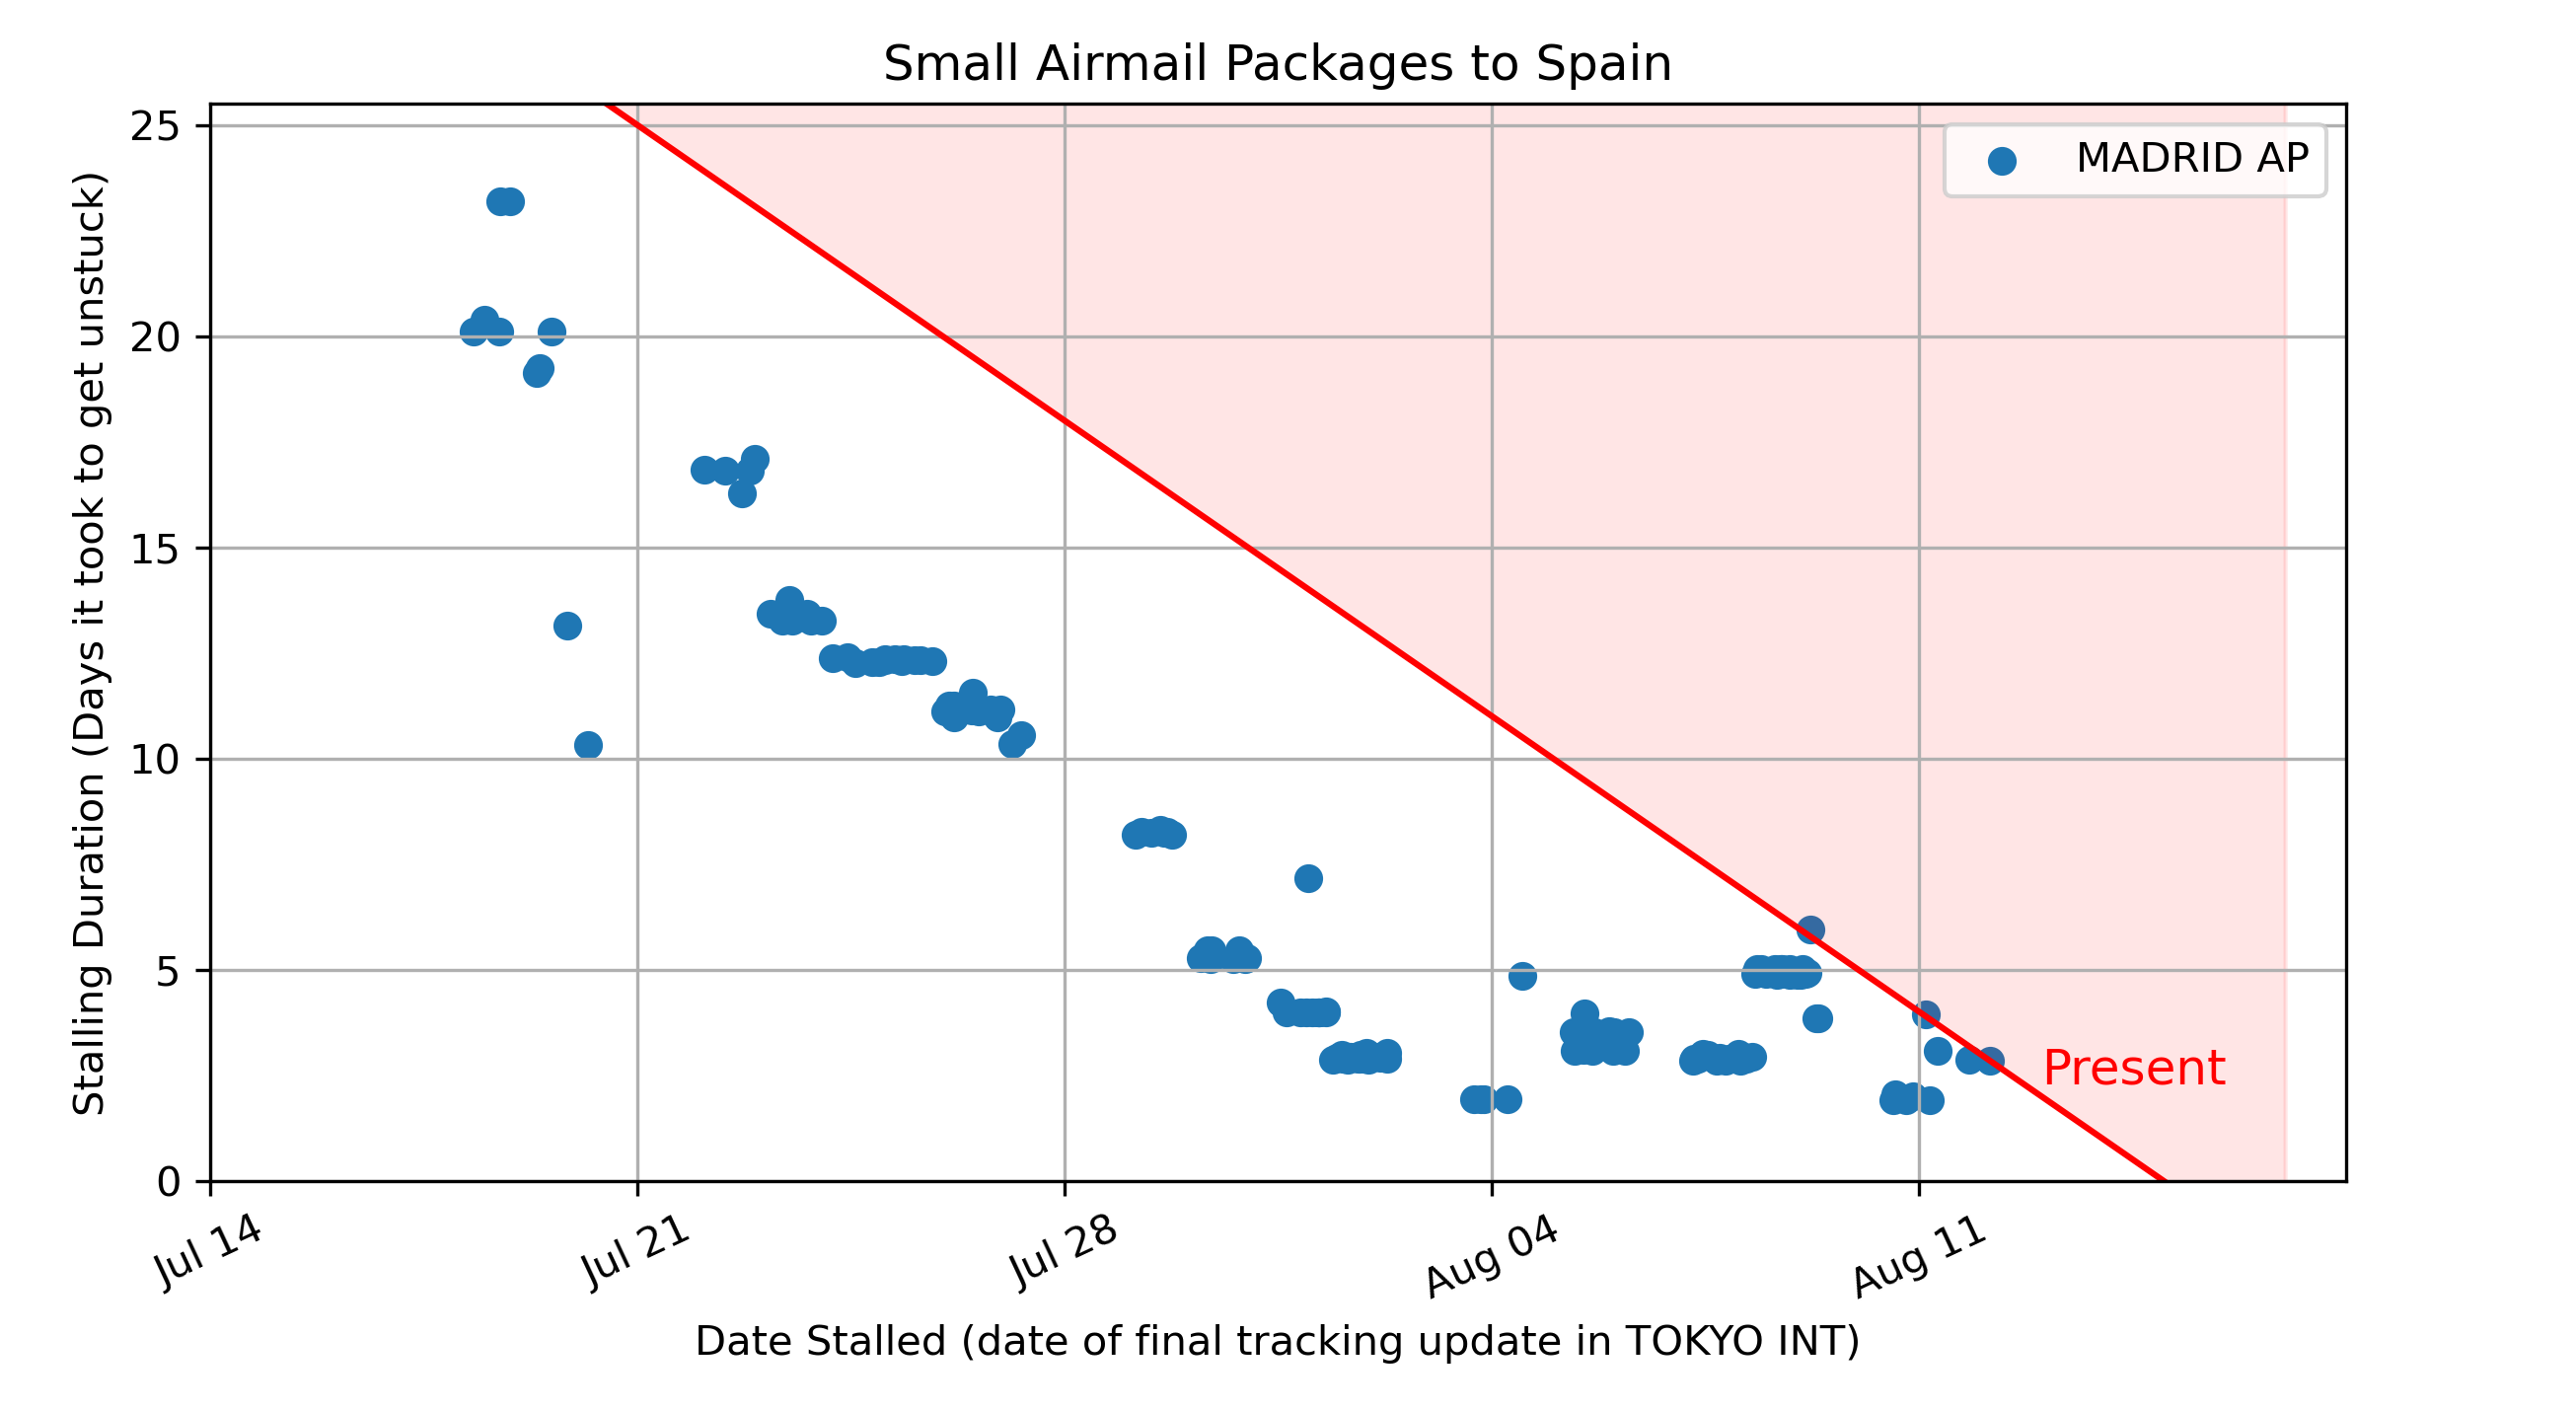 Small Airmail Packages to Spain
MADRID AP
25
20
15
10
5
0
Stalling Duration (Days it took to get unstuck)
Present
Jul 14
Jul 21
Jul 28
Aug 04
Aug 11
Date Stalled (date of final tracking update in TOKYO INT)